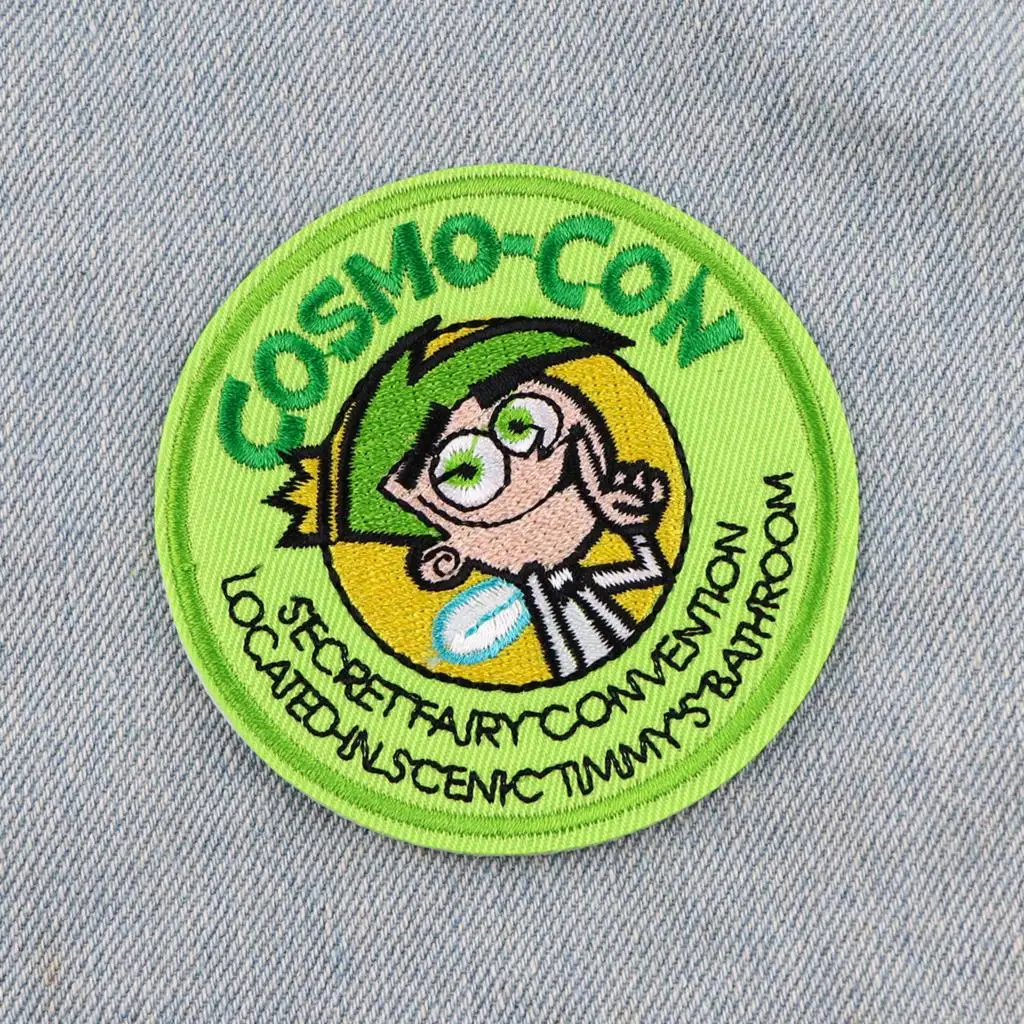 COSMO-CON
SECRET FAIRY CONVENTION
LOCATED IN SCENIC TIMMY'S BATHROOM